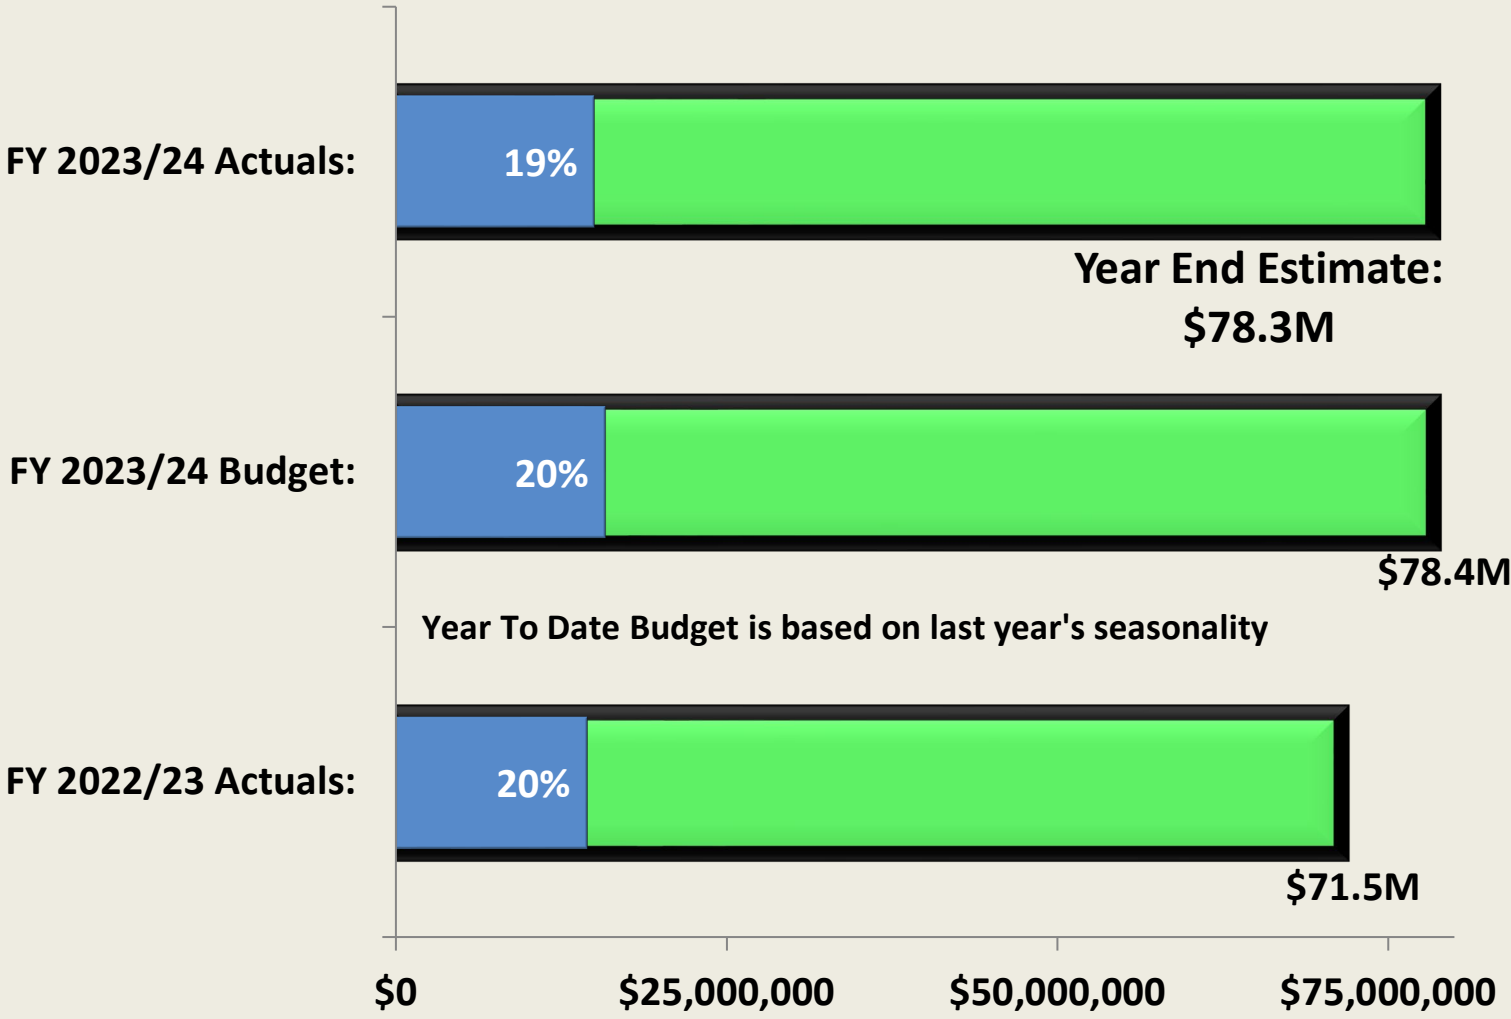 FY 2023/24 Actuals:
19%
Year End Estimate:
$78.3M
FY 2023/24 Budget:
20%
$78.4M
Year To Date Budget is based on last year's seasonality
FY 2022/23 Actuals:
20%
$71.5M
$0
$25,000,000
$50,000,000
$75,000,000